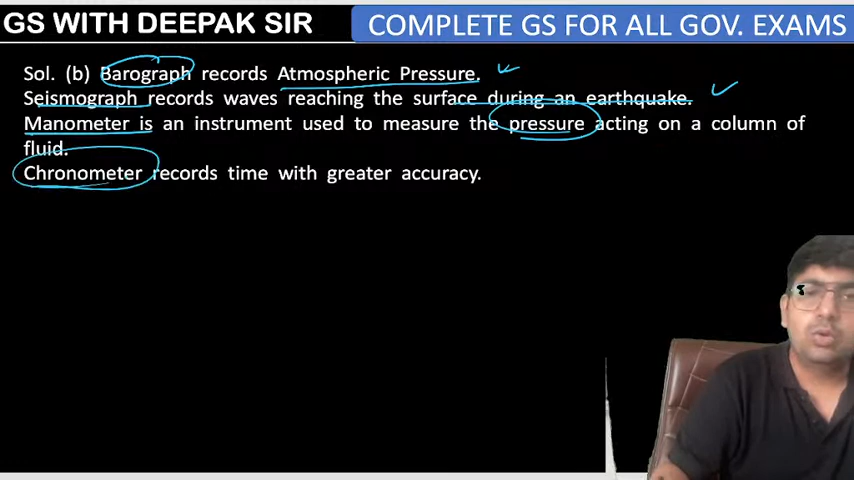 GS WITH DEEPAK SIR
COMPLETE GS FOR ALL GOV. EXAMS
Sol. (b) Barograph records Atmospheric Pressure.
Seismograph records waves reaching the surface during an earthquake.
Manometer is an instrument used to measure the pressure acting on a column of
fluid.
Chronometer records time with greater accuracy.